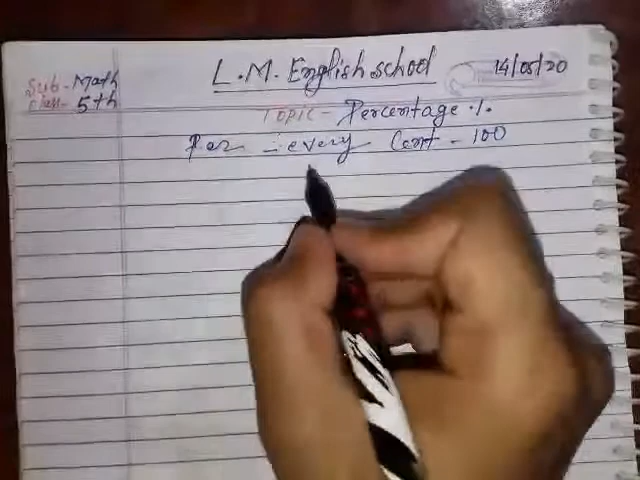 Sub - Math
L.M. English school
14/05/20
class - 5th
Topic - Percentage %
Per - every Cent - 100